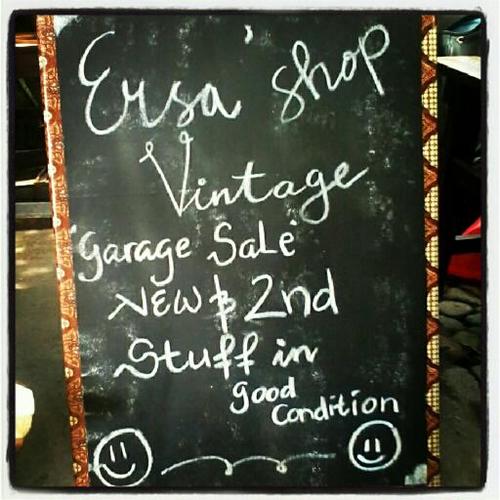 Ersa' shop
Vintage
'Garage Sale'
NEW & 2nd
Stuff in
good
Condition